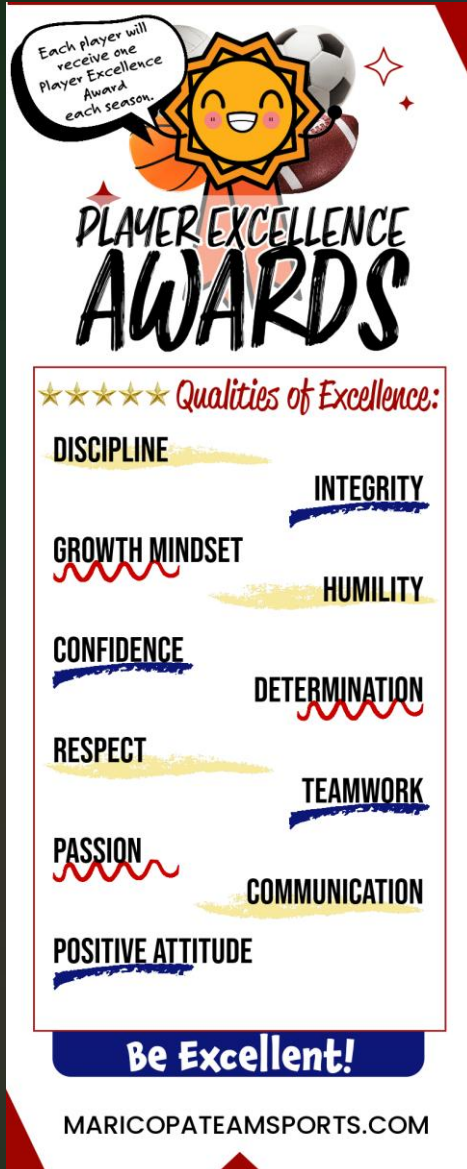 Each player will
receive one
Player Excellence
Award
each season.
PLAYER EXCELLENCE
AWARDS
Qualities of Excellence:
DISCIPLINE
INTEGRITY
GROWTH MINDSET
HUMILITY
CONFIDENCE
DETERMINATION
RESPECT
TEAMWORK
PASSION
COMMUNICATION
POSITIVE ATTITUDE
Be Excellent!
MARICOPATEAMSPORTS.COM